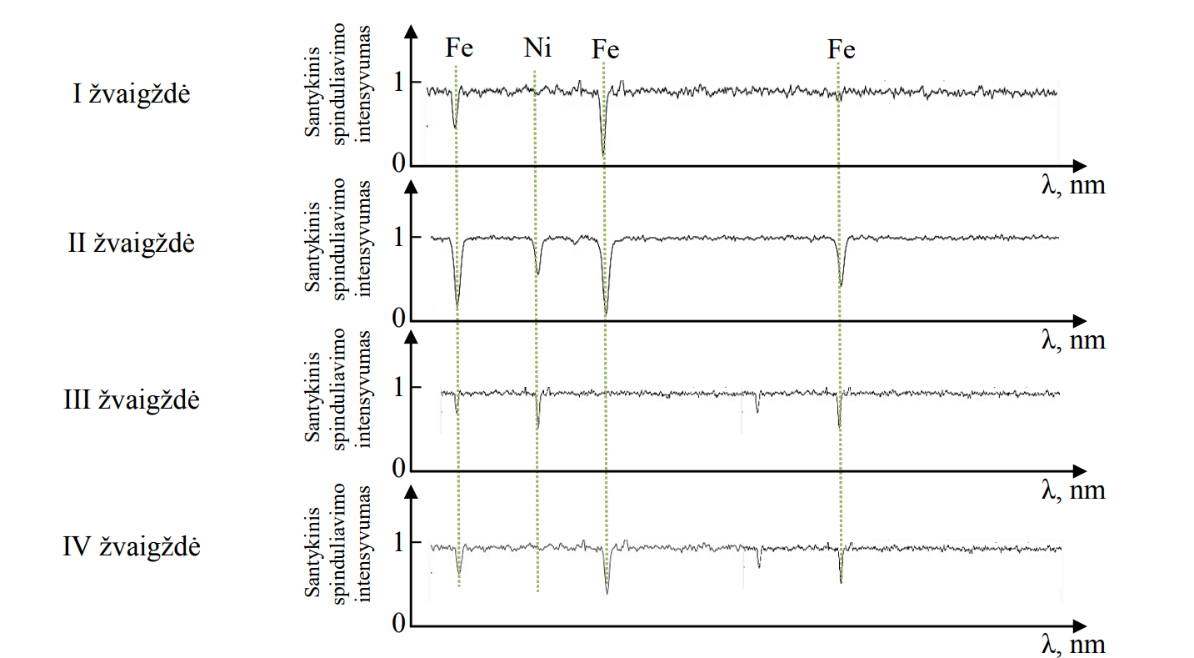 Fe Ni Fe Fe
I žvaigždė
Santykinis
spinduliavimo
intensyvumas
1
0
λ, nm
II žvaigždė
Santykinis
spinduliavimo
intensyvumas
1
0
λ, nm
III žvaigždė
Santykinis
spinduliavimo
intensyvumas
1
0
λ, nm
IV žvaigždė
Santykinis
spinduliavimo
intensyvumas
1
0
λ, nm